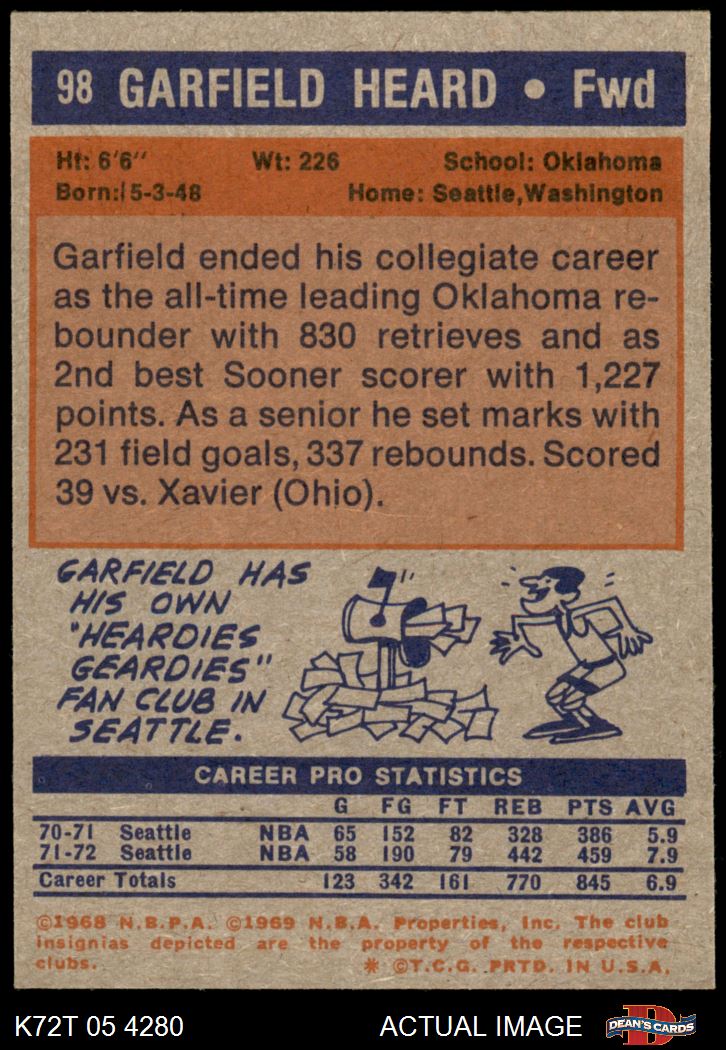 98 GARFIELD HEARD • Fwd
Ht: 6'6" Wt: 226 School: Oklahoma
Born: 5-3-48 Home: Seattle, Washington
Garfield ended his collegiate career
as the all-time leading Oklahoma re-
bounder with 830 retrieves and as
2nd best Sooner scorer with 1,227
points. As a senior he set marks with
231 field goals, 337 rebounds. Scored
39 vs. Xavier (Ohio).
GARFIELD HAS
HIS OWN
"HEARDIES
GEARDIES"
FAN CLUB IN
SEATTLE.
CAREER PRO STATISTICS
G FG FT REB PTS AVG
70-71 Seattle NBA 65 152 82 328 386 5.9
71-72 Seattle NBA 58 190 79 442 459 7.9
Career Totals 123 342 161 770 845 6.9
©1968 N.B.P.A. ©1969 N.B.A. Properties, Inc. The club
insignias depicted are the property of the respective
clubs. * ©T.C.G. PRTD. IN U.S.A.
K72T 05 4280 ACTUAL IMAGE DEAN'S CARDS